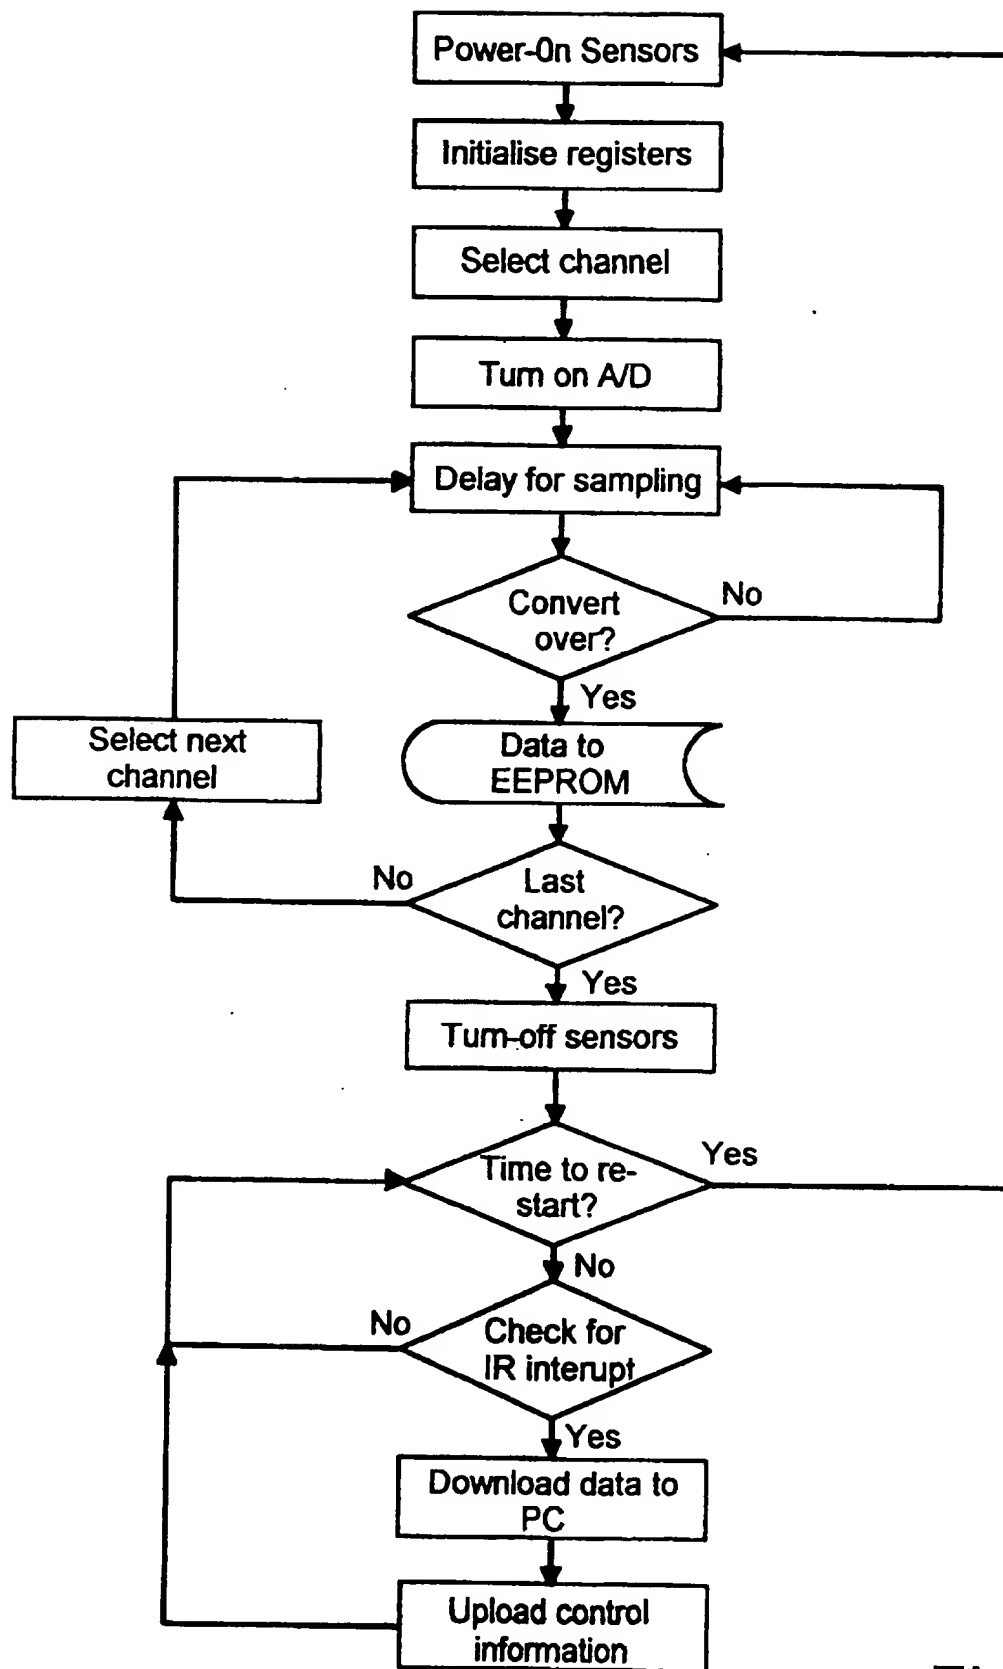 Power-On Sensors
Initialise registers
Select channel
Turn on A/D
Delay for sampling
Convert
over?
No
Yes
Select next
channel
Data to
EEPROM
No
Last
channel?
Yes
Turn-off sensors
Time to re-
start?
Yes
No
No
Check for
IR interupt
Yes
Download data to
PC
Upload control
information